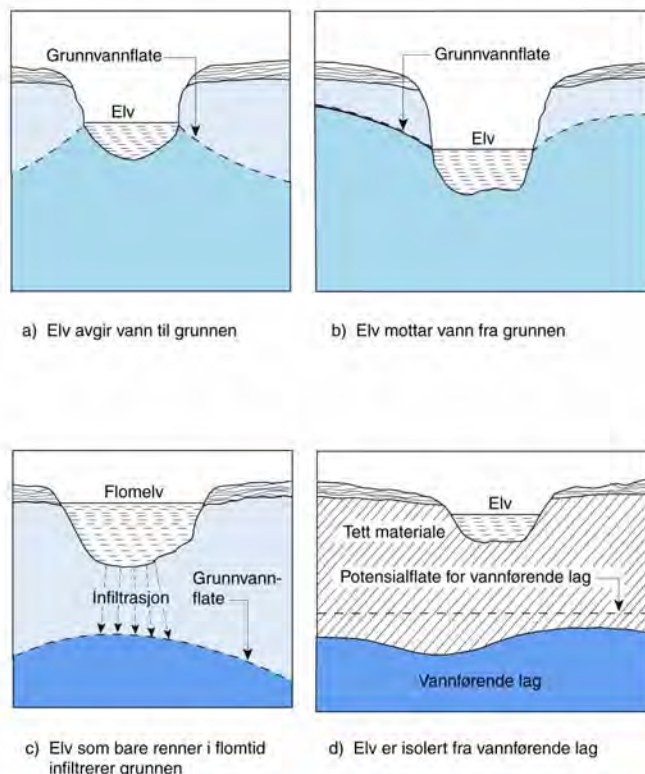 Grunnvannflate
Elv
a) Elv avgir vann til grunnen
Grunnvannflate
Elv
b) Elv mottar vann fra grunnen
Flomelv
Infiltrasjon
Grunnvann-
flate
c) Elv som bare renner i flomtid
infiltrerer grunnen
Elv
Tett materiale
Potensialflate for vannførende lag
Vannførende lag
d) Elv er isolert fra vannførende lag